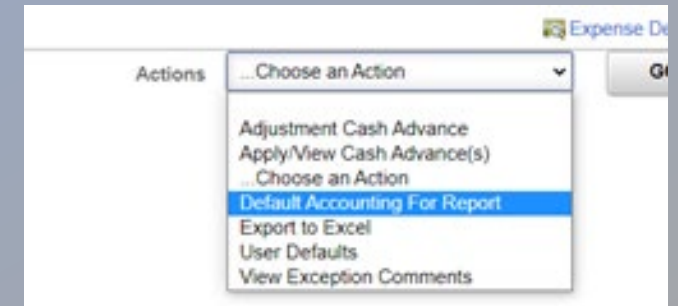 Expense De
Actions ...Choose an Action G
Adjustment Cash Advance
Apply/View Cash Advance(s)
...Choose an Action
Default Accounting For Report
Export to Excel
User Defaults
View Exception Comments